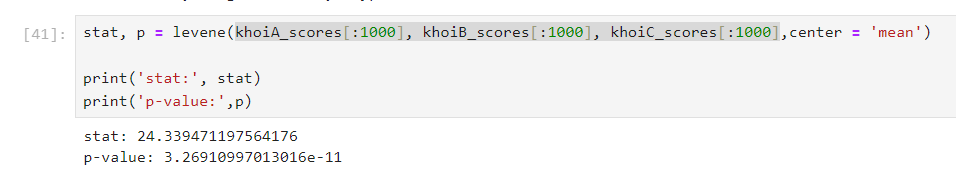 [41]: stat, p = levene(khoiA_scores[:1000], khoiB_scores[:1000], khoiC_scores[:1000],center = 'mean')
print('stat:', stat)
print('p-value:',p)
stat: 24.339471197564176
p-value: 3.26910997013016e-11